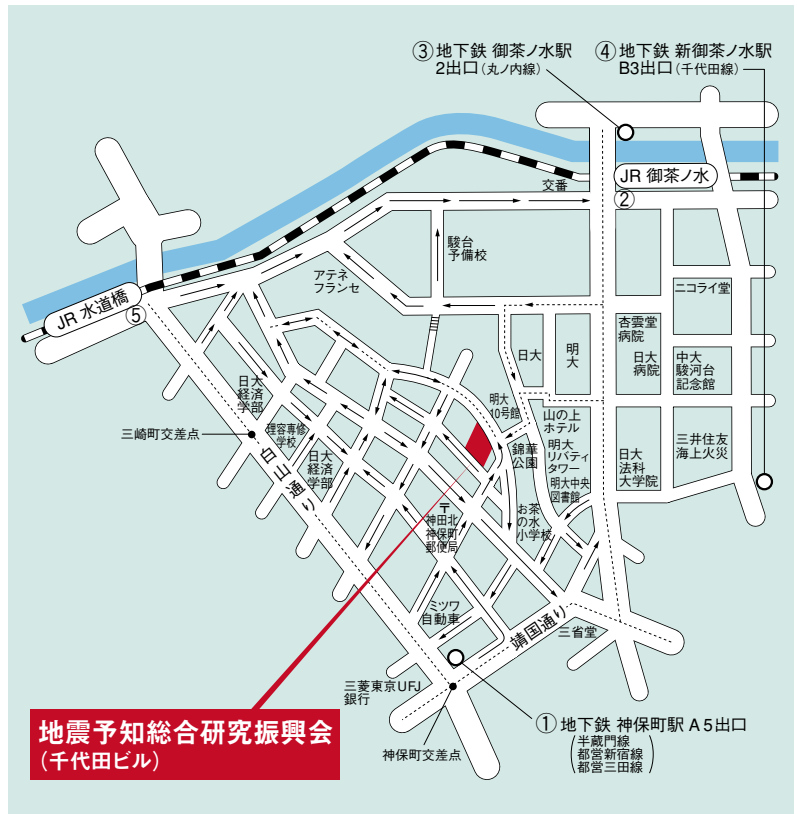 ③地下鉄 御茶ノ水駅
2出口（丸ノ内線）
④地下鉄 新御茶ノ水駅
B3出口（千代田線）
JR 御茶ノ水
②
交番
駿台
予備校
アテネ
フランセ
JR 水道橋
⑤
ニコライ堂
杏雲堂
病院
日大
病院
中大
駿河台
記念館
日大
明大
明大
10号館
山の上
ホテル
明大
リバティ
タワー
明大中央
図書館
錦華
公園
日大
法科
大学院
三井住友
海上火災
日大
経済
学部
理容専修
学校
三崎町交差点
日大
経済
学部
白山通り
〒
神田北
神保町
郵便局
お茶
の水
小学校
ミツワ
自動車
靖国通り
三省堂
三菱東京UFJ
銀行
神保町交差点
①地下鉄 神保町駅 A5出口
（半蔵門線
都営新宿線
都営三田線）
地震予知総合研究振興会
（千代田ビル）